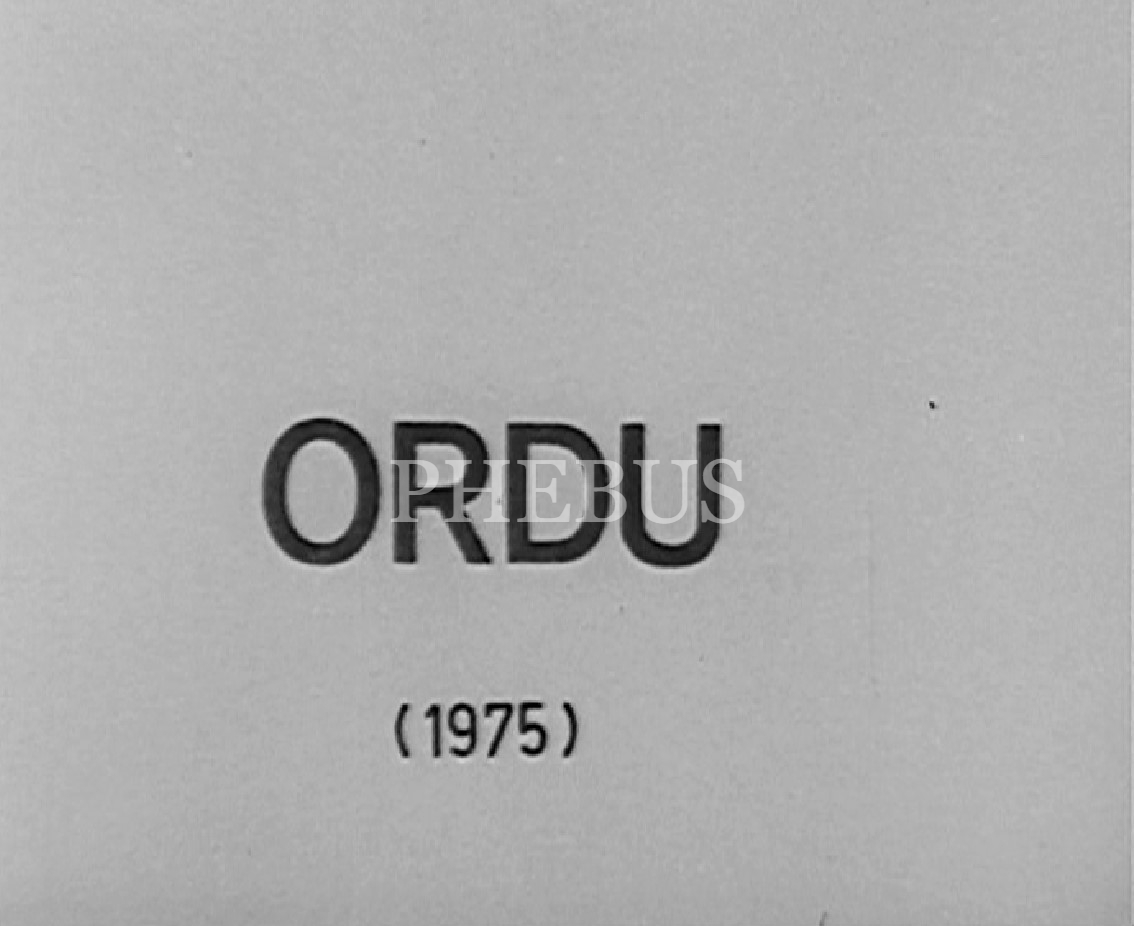 ORDU
PHEBUS
(1975)